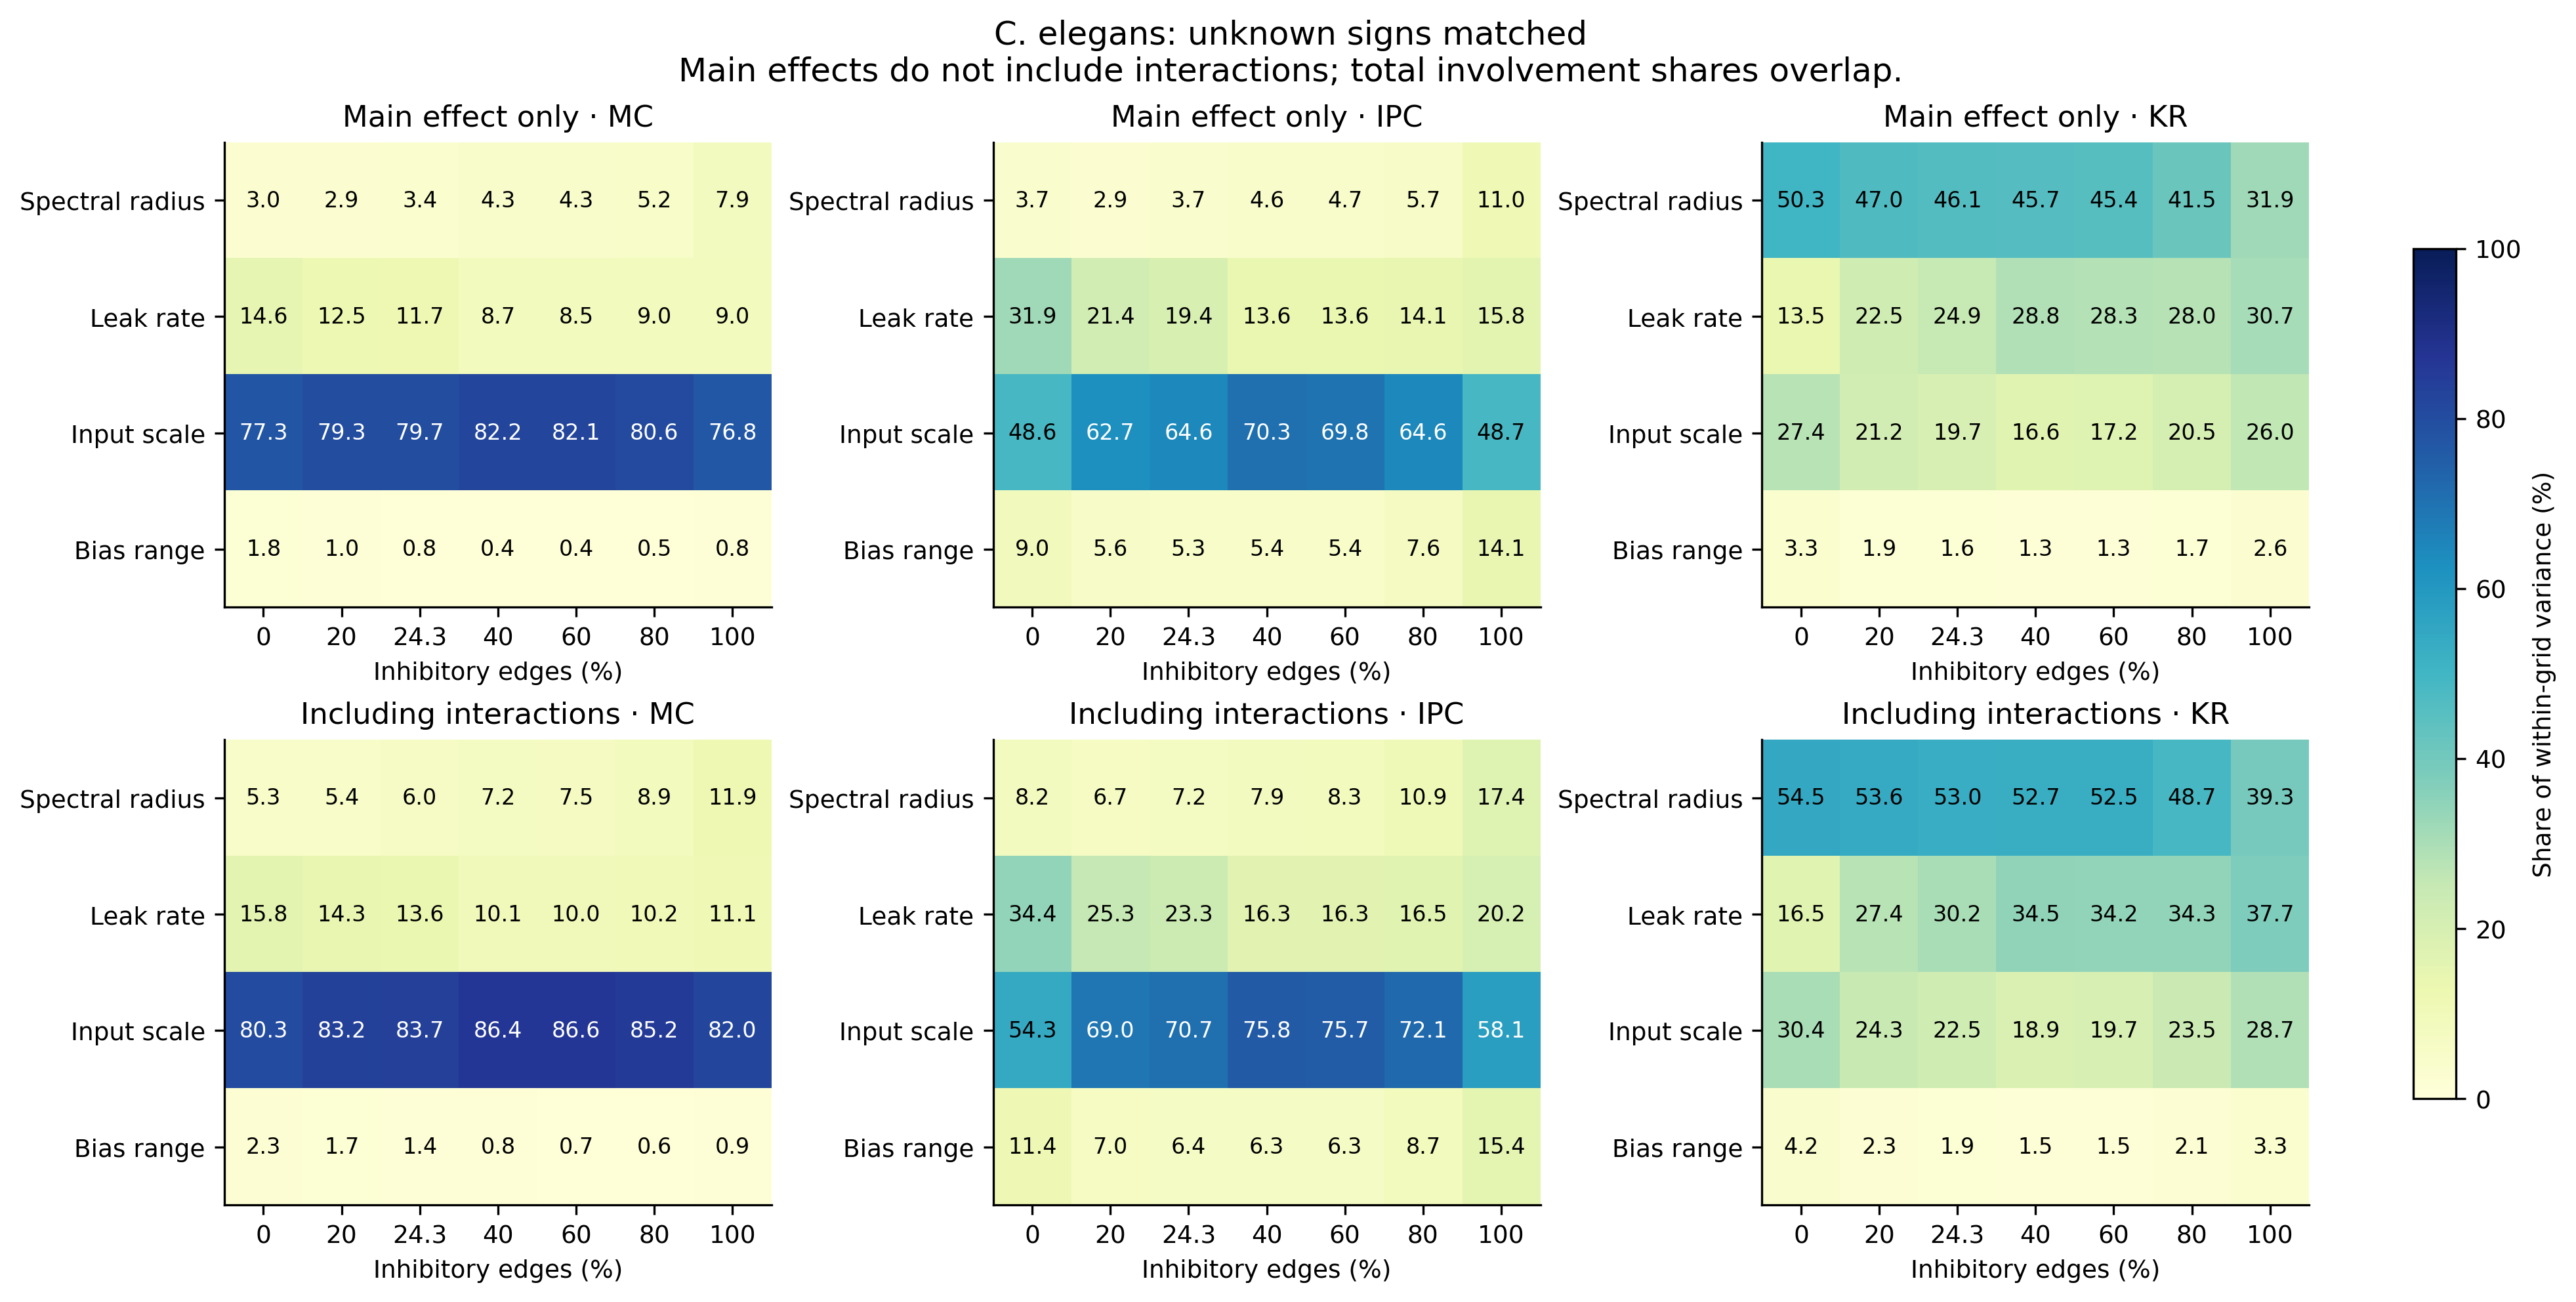 C. elegans: unknown signs matched
Main effects do not include interactions; total involvement shares overlap.
Main effect only · MC
Spectral radius 3.0 2.9 3.4 4.3 4.3 5.2 7.9
Leak rate 14.6 12.5 11.7 8.7 8.5 9.0 9.0
Input scale 77.3 79.3 79.7 82.2 82.1 80.6 76.8
Bias range 1.8 1.0 0.8 0.4 0.4 0.5 0.8
0 20 24.3 40 60 80 100
Inhibitory edges (%)
Main effect only · IPC
Spectral radius 3.7 2.9 3.7 4.6 4.7 5.7 11.0
Leak rate 31.9 21.4 19.4 13.6 13.6 14.1 15.8
Input scale 48.6 62.7 64.6 70.3 69.8 64.6 48.7
Bias range 9.0 5.6 5.3 5.4 5.4 7.6 14.1
0 20 24.3 40 60 80 100
Inhibitory edges (%)
Main effect only · KR
Spectral radius 50.3 47.0 46.1 45.7 45.4 41.5 31.9
Leak rate 13.5 22.5 24.9 28.8 28.3 28.0 30.7
Input scale 27.4 21.2 19.7 16.6 17.2 20.5 26.0
Bias range 3.3 1.9 1.6 1.3 1.3 1.7 2.6
0 20 24.3 40 60 80 100
Inhibitory edges (%)
Including interactions · MC
Spectral radius 5.3 5.4 6.0 7.2 7.5 8.9 11.9
Leak rate 15.8 14.3 13.6 10.1 10.0 10.2 11.1
Input scale 80.3 83.2 83.7 86.4 86.6 85.2 82.0
Bias range 2.3 1.7 1.4 0.8 0.7 0.6 0.9
0 20 24.3 40 60 80 100
Inhibitory edges (%)
Including interactions · IPC
Spectral radius 8.2 6.7 7.2 7.9 8.3 10.9 17.4
Leak rate 34.4 25.3 23.3 16.3 16.3 16.5 20.2
Input scale 54.3 69.0 70.7 75.8 75.7 72.1 58.1
Bias range 11.4 7.0 6.4 6.3 6.3 8.7 15.4
0 20 24.3 40 60 80 100
Inhibitory edges (%)
Including interactions · KR
Spectral radius 54.5 53.6 53.0 52.7 52.5 48.7 39.3
Leak rate 16.5 27.4 30.2 34.5 34.2 34.3 37.7
Input scale 30.4 24.3 22.5 18.9 19.7 23.5 28.7
Bias range 4.2 2.3 1.9 1.5 1.5 2.1 3.3
0 20 24.3 40 60 80 100
Inhibitory edges (%)
100
80
60
40
20
0
Share of within-grid variance (%)